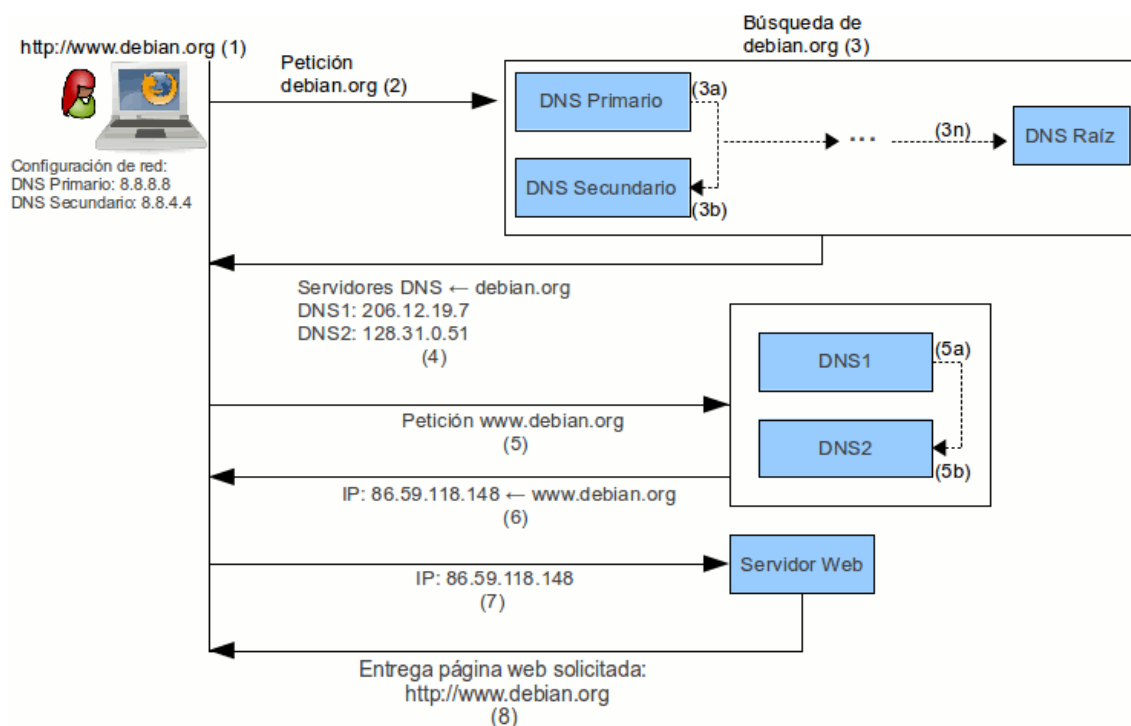 http://www.debian.org (1)
Configuración de red:
DNS Primario: 8.8.8.8
DNS Secundario: 8.8.4.4
Petición
debian.org (2)
Búsqueda de
debian.org (3)
DNS Primario
(3a)
DNS Secundario
(3b)
...
(3n)
DNS Raíz
Servidores DNS ← debian.org
DNS1: 206.12.19.7
DNS2: 128.31.0.51
(4)
DNS1
(5a)
DNS2
(5b)
Petición www.debian.org
(5)
IP: 86.59.118.148 ← www.debian.org
(6)
Servidor Web
IP: 86.59.118.148
(7)
Entrega página web solicitada:
http://www.debian.org
(8)